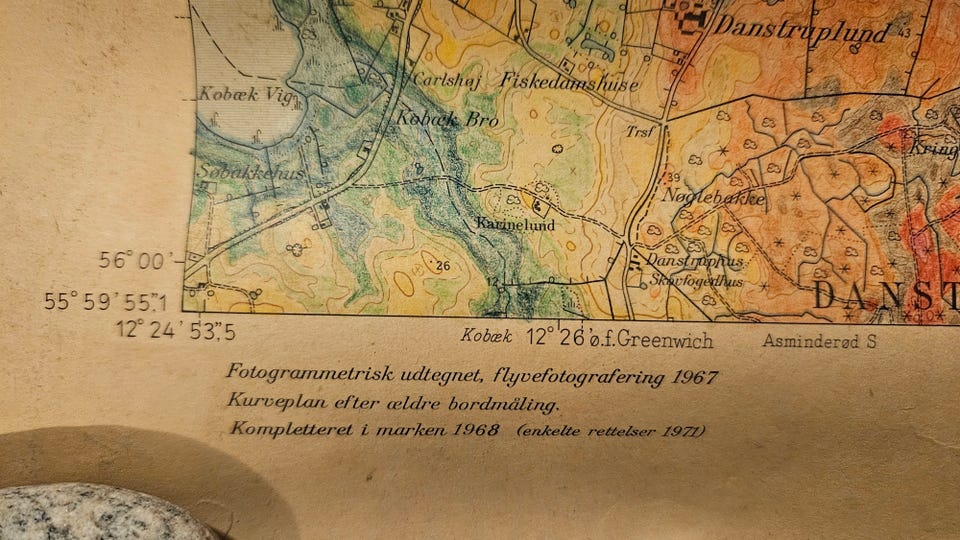 Danstruplund
43
Carlshøj
Fiskedamshuse
Kobæk Vig
Kobæk Bro
Trsf
Kring
Søbakkehus
39
Nøglebakke
Karinelund
Danstruphus
Skovfogedhus
56° 00'
26
12
DANST
55° 59' 55",1
12° 24' 53",5
Kobæk 12° 26' ø.f. Greenwich Asminderød S
Fotogrammetrisk udtegnet, flyvefotografering 1967
Kurveplan efter ældre bordmåling.
Kompletteret i marken 1968 (enkelte rettelser 1971)